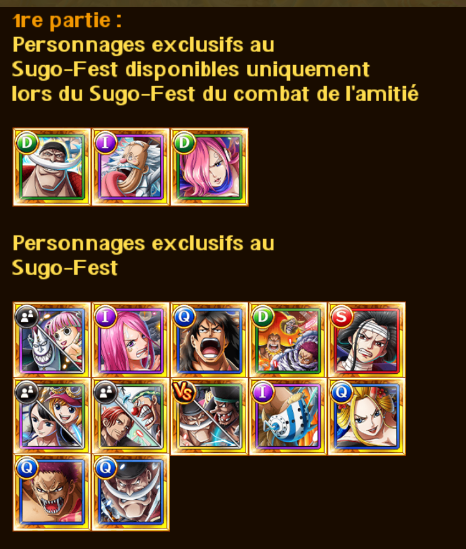 1re partie :
Personnages exclusifs au
Sugo-Fest disponibles uniquement
lors du Sugo-Fest du combat de l'amitié
D I D
Personnages exclusifs au
Sugo-Fest
I Q D S
VS I Q
Q Q